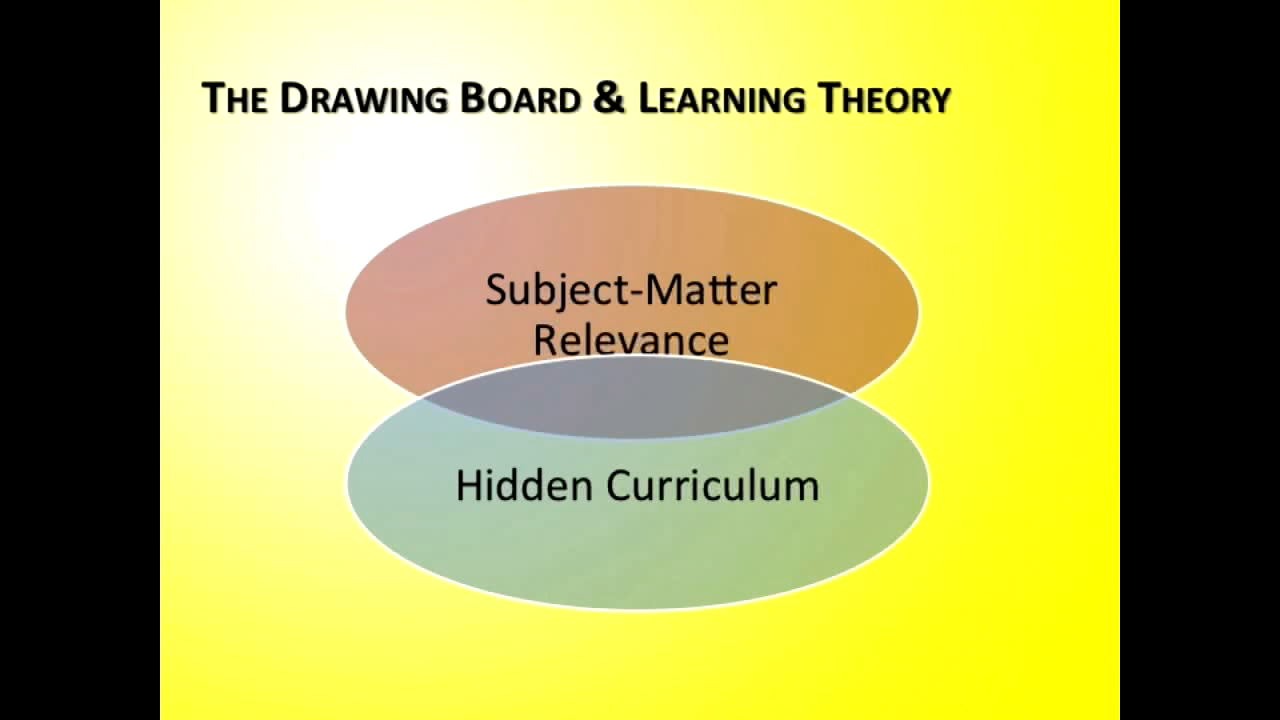 The Drawing Board & Learning Theory
Subject-Matter
Relevance
Hidden Curriculum